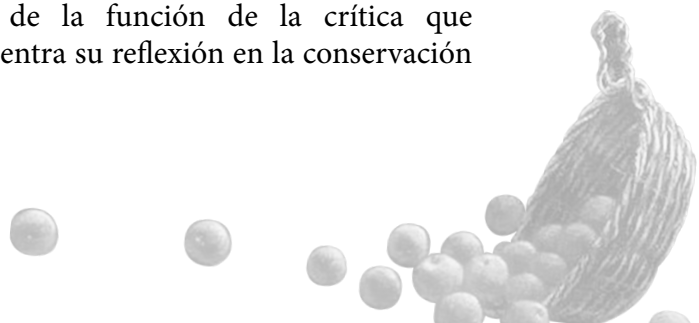 de la función de la crítica que
entra su reflexión en la conservación